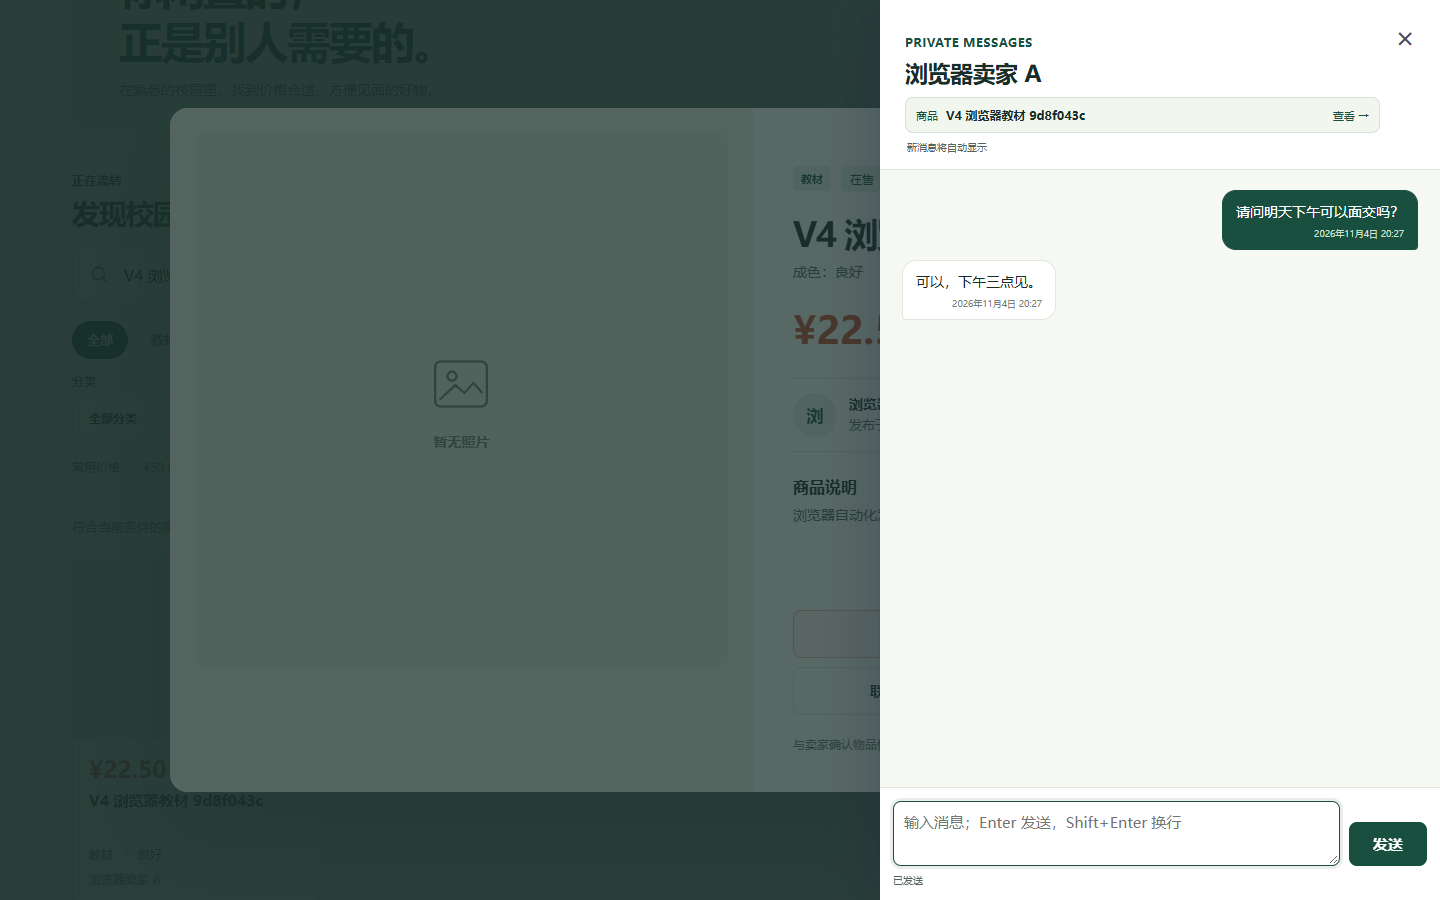 正是别人需要的。
在熟悉的校园里，找到价格合适、方便见面的好物。
正在流转
发现校园
V4 浏览
全部
教材
分类
全部分类
常用价格
¥50
符合当前条件的
¥22.50
V4 浏览器教材 9d8f043c
教材 · 良好
浏览器卖家 A
暂无照片
教材
在售
V4 浏
成色：良好
¥22.5
浏
浏览
发布于
商品说明
浏览器自动化
联
与卖家确认物品
PRIVATE MESSAGES
浏览器卖家 A
商品 V4 浏览器教材 9d8f043c 查看 →
新消息将自动显示
请问明天下午可以面交吗？
2026年11月4日 20:27
可以，下午三点见。
2026年11月4日 20:27
输入消息；Enter 发送，Shift+Enter 换行
发送
已发送